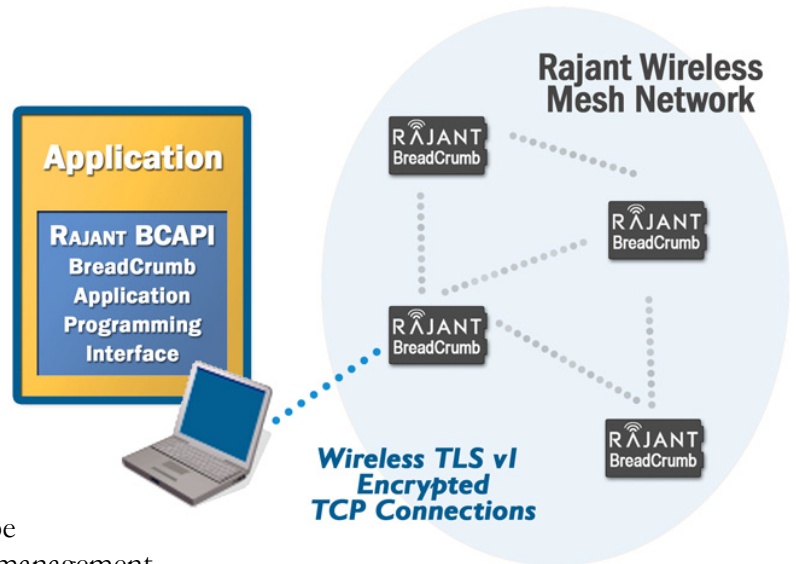 Rajant Wireless
Mesh Network
Application
RAJANT BCAPI
BreadCrumb
Application
Programming
Interface
RAJANT
BreadCrumb
RAJANT
BreadCrumb
RAJANT
BreadCrumb
RAJANT
BreadCrumb
Wireless TLS v1
Encrypted
TCP Connections